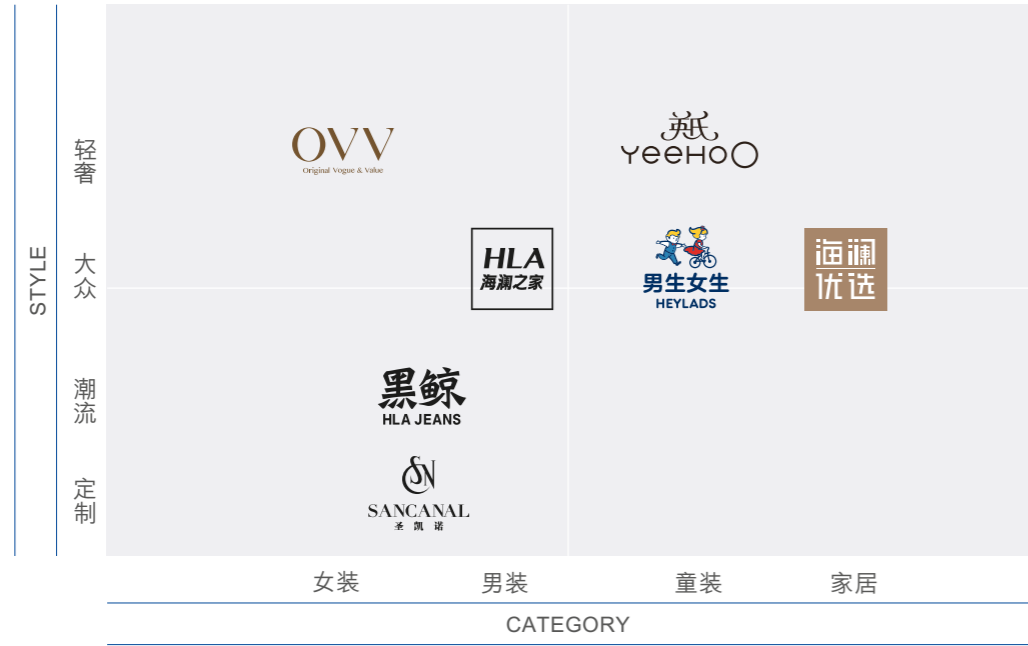 STYLE
轻奢
大众
潮流
定制
OVV
Original Vogue & Value
英氏
YeeHoO
HLA
海澜之家
男生女生
HEYLADS
海澜
优选
黑鲸
HLA JEANS
SN
SANCANAL
圣凯诺
女装
男装
童装
家居
CATEGORY